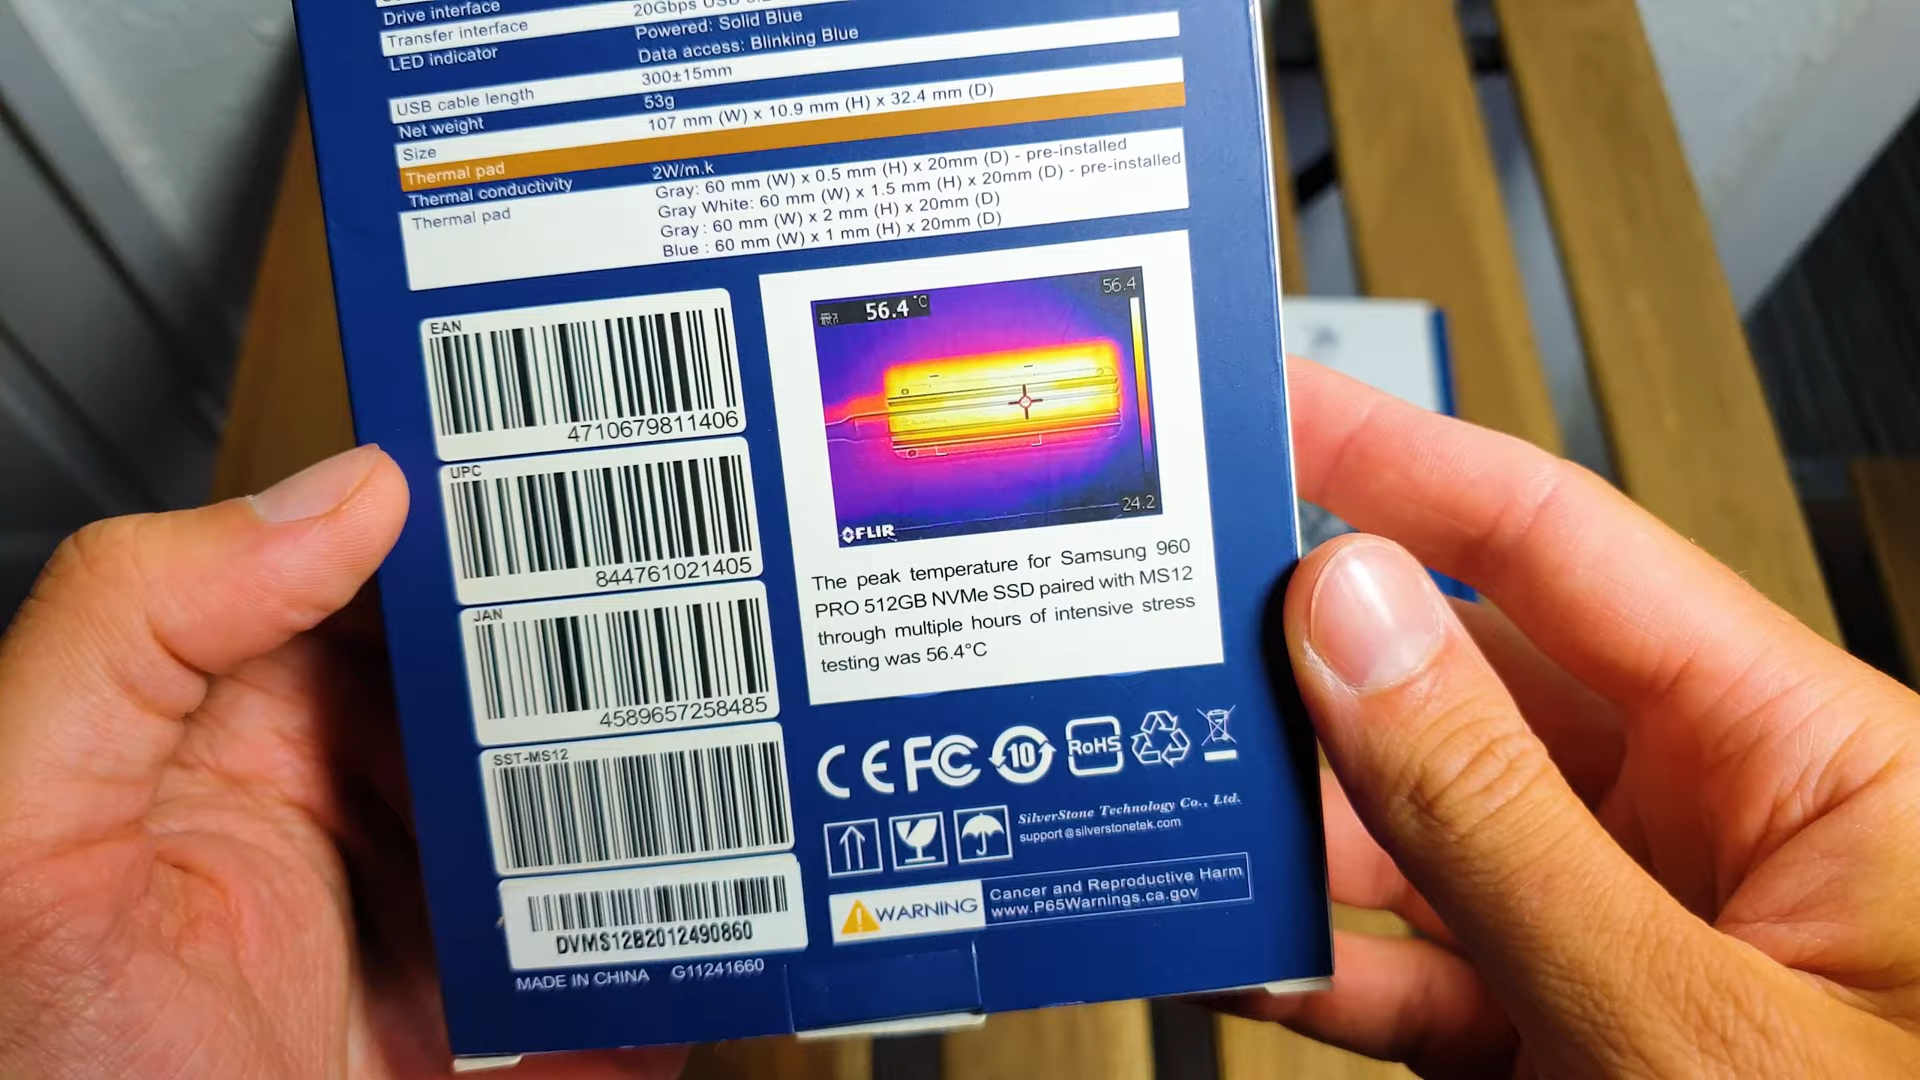 Drive interface
Transfer interface 20Gbps USB
LED indicator Powered: Solid Blue
Data access: Blinking Blue
USB cable length 300±15mm
Net weight 53g
Size 107 mm (W) x 10.9 mm (H) x 32.4 mm (D)
Thermal pad
Thermal conductivity 2W/m.k
Thermal pad Gray: 60 mm (W) x 0.5 mm (H) x 20mm (D) - pre-installed
Gray White: 60 mm (W) x 1.5 mm (H) x 20mm (D) - pre-installed
Gray : 60 mm (W) x 2 mm (H) x 20mm (D)
Blue : 60 mm (W) x 1 mm (H) x 20mm (D)
EAN
4710679811406
UPC
844761021405
JAN
4589657258485
SST-MS12
DVMS12B2012490860
MADE IN CHINA G11241660
56.4 °C
56.4
24.2
FLIR
The peak temperature for Samsung 960
PRO 512GB NVMe SSD paired with MS12
through multiple hours of intensive stress
testing was 56.4°C
CE FC 10 RoHS
SilverStone Technology Co., Ltd.
support@silverstonetek.com
WARNING
Cancer and Reproductive Harm
www.P65Warnings.ca.gov